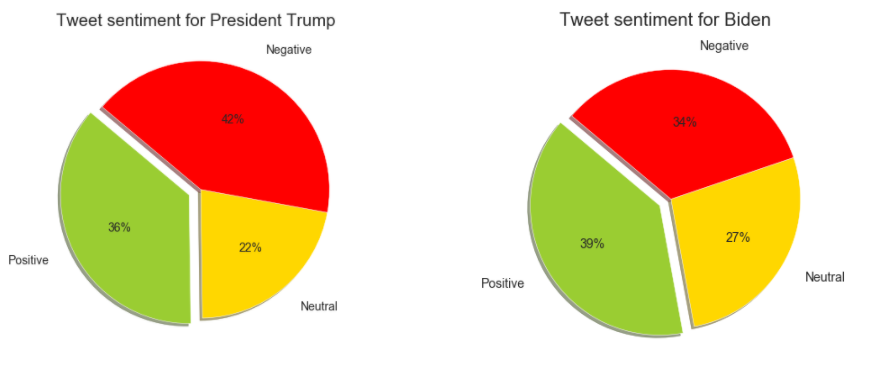 Tweet sentiment for President Trump
Negative
42%
36%
22%
Positive
Neutral
Tweet sentiment for Biden
Negative
34%
39%
27%
Positive
Neutral